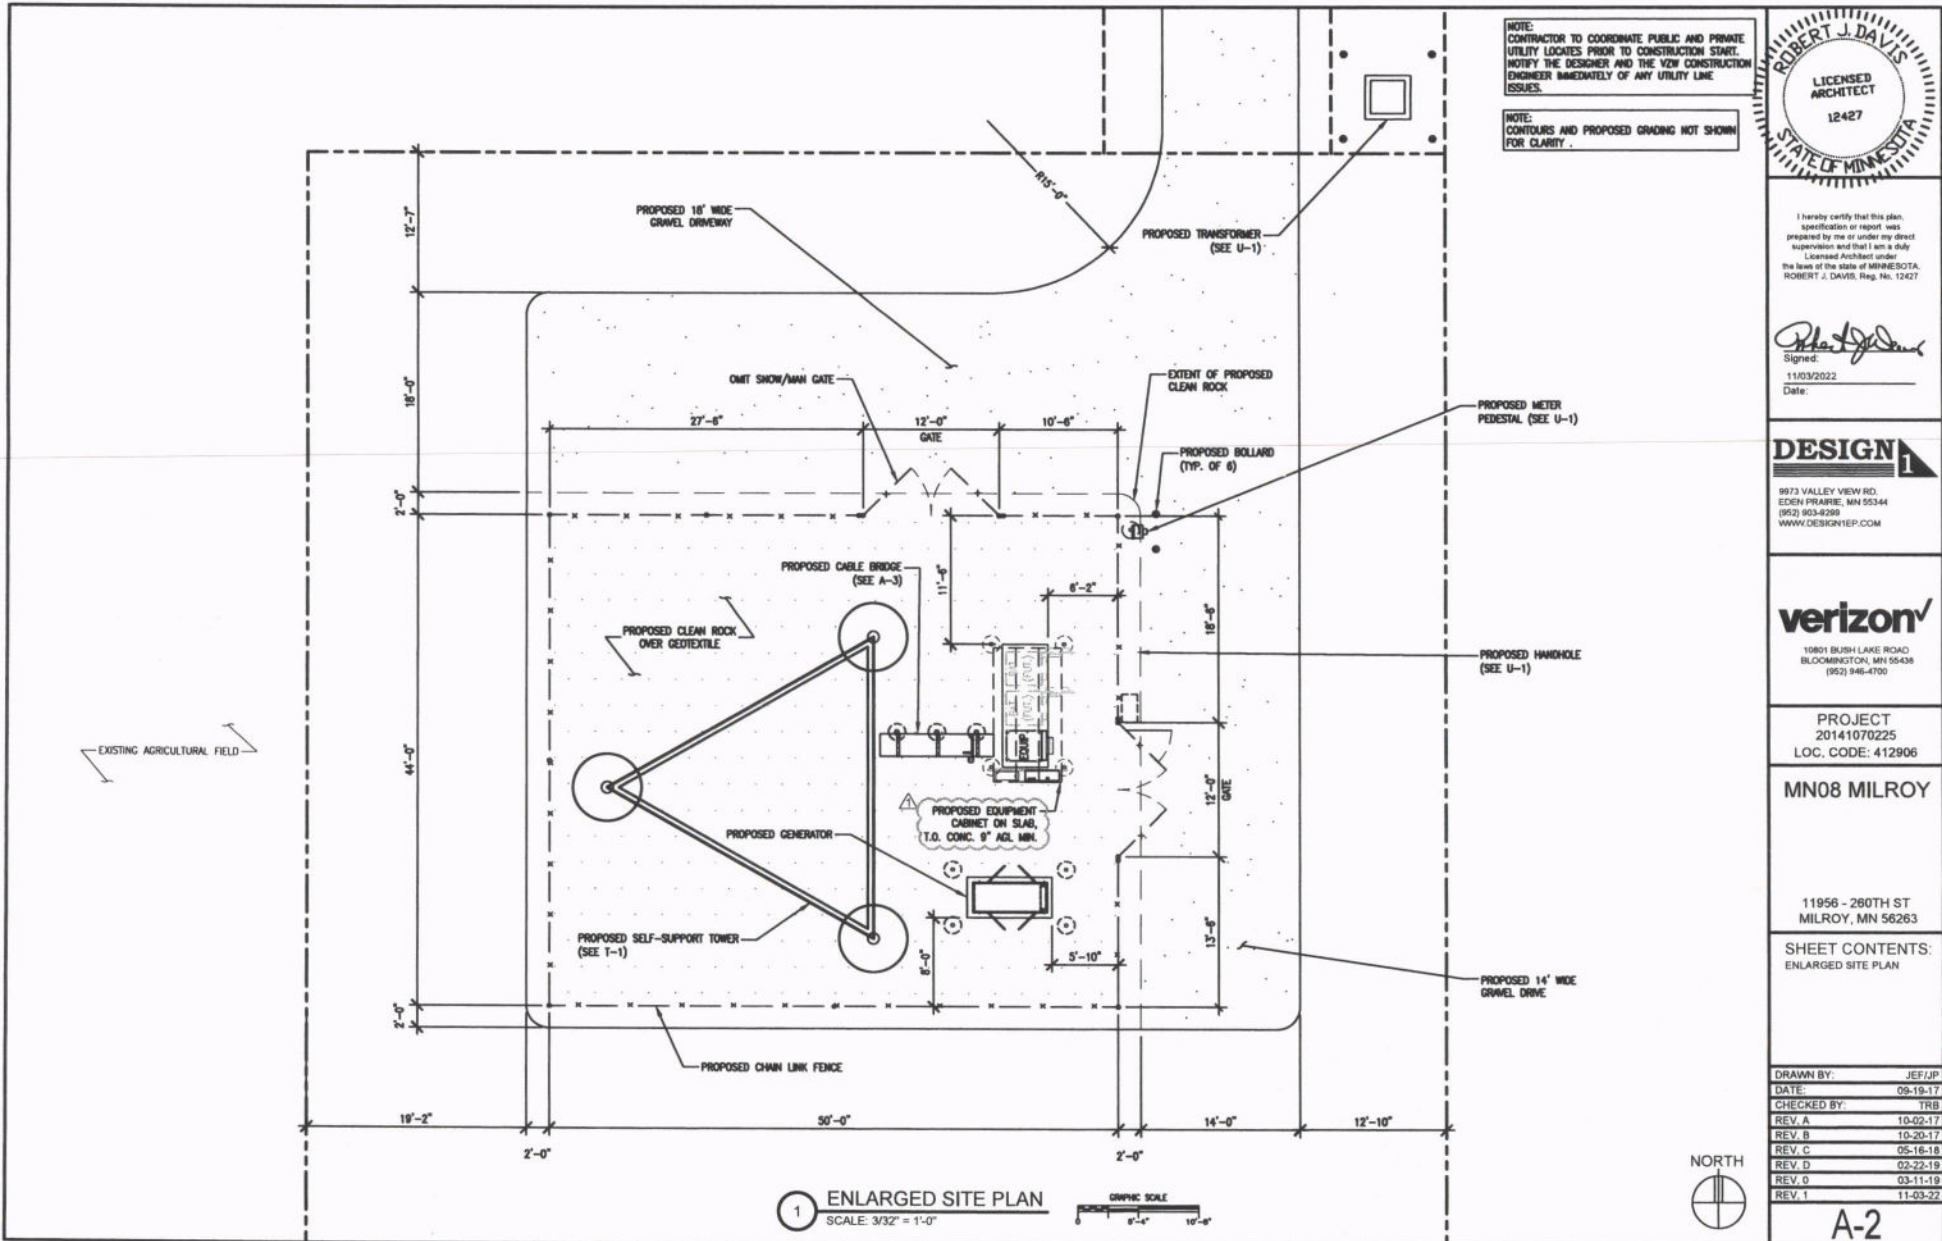 NOTE:
CONTRACTOR TO COORDINATE PUBLIC AND PRIVATE
UTILITY LOCATES PRIOR TO CONSTRUCTION START.
NOTIFY THE DESIGNER AND THE VZW CONSTRUCTION
ENGINEER IMMEDIATELY OF ANY UTILITY LINE
ISSUES.
NOTE:
CONTOURS AND PROPOSED GRADING NOT SHOWN
FOR CLARITY .
ROBERT J. DAVIS
LICENSED
ARCHITECT
12427
STATE OF MINNESOTA
I hereby certify that this plan,
specification or report was
prepared by me or under my direct
supervision and that I am a duly
Licensed Architect under
the laws of the state of MINNESOTA.
ROBERT J. DAVIS, Reg. No. 12427
Signed:
11/03/2022
Date:
DESIGN 1
9973 VALLEY VIEW RD.
EDEN PRAIRIE, MN 55344
(952) 903-9299
WWW.DESIGN1EP.COM
verizon
10801 BUSH LAKE ROAD
BLOOMINGTON, MN 55438
(952) 946-4700
PROJECT
20141070225
LOC. CODE: 412906
MN08 MILROY
11956 - 260TH ST
MILROY, MN 56263
SHEET CONTENTS:
ENLARGED SITE PLAN
DRAWN BY: JEF/JP
DATE: 09-19-17
CHECKED BY: TRB
REV. A 10-02-17
REV. B 10-20-17
REV. C 05-16-18
REV. D 02-22-19
REV. 0 03-11-19
REV. 1 11-03-22
A-2
R15'-0"
PROPOSED 18' WIDE
GRAVEL DRIVEWAY
PROPOSED TRANSFORMER
(SEE U-1)
12'-7"
18'-0"
2'-0"
44'-0"
2'-0"
OMIT SNOW/MAN GATE
EXTENT OF PROPOSED
CLEAN ROCK
PROPOSED METER
PEDESTAL (SEE U-1)
27'-6"
12'-0"
GATE
10'-6"
PROPOSED BOLLARD
(TYP. OF 6)
PROPOSED CABLE BRIDGE
(SEE A-3)
11'-6"
6'-2"
18'-6"
PROPOSED CLEAN ROCK
OVER GEOTEXTILE
PROPOSED HANDHOLE
(SEE U-1)
EXISTING AGRICULTURAL FIELD
(FUT.)
(FUT.)
EQUIP
12'-0"
GATE
1
PROPOSED EQUIPMENT
CABINET ON SLAB,
T.O. CONC. 9" AGL MIN.
PROPOSED GENERATOR
PROPOSED SELF-SUPPORT TOWER
(SEE T-1)
8'-0"
5'-10"
13'-6"
PROPOSED 14' WIDE
GRAVEL DRIVE
PROPOSED CHAIN LINK FENCE
19'-2"
2'-0"
50'-0"
2'-0"
14'-0"
12'-10"
1
ENLARGED SITE PLAN
SCALE: 3/32" = 1'-0"
GRAPHIC SCALE
0 5'-4" 10'-8"
NORTH